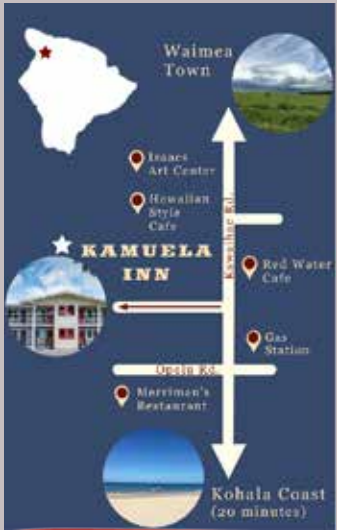 Waimea
Town
Isaacs
Art Center
Hawaiian
Style
Cafe
Kawaihae Rd.
KAMUELA
INN
Red Water
Cafe
Gas
Station
Opelu Rd.
Merriman's
Restaurant
Kohala Coast
(20 minutes)